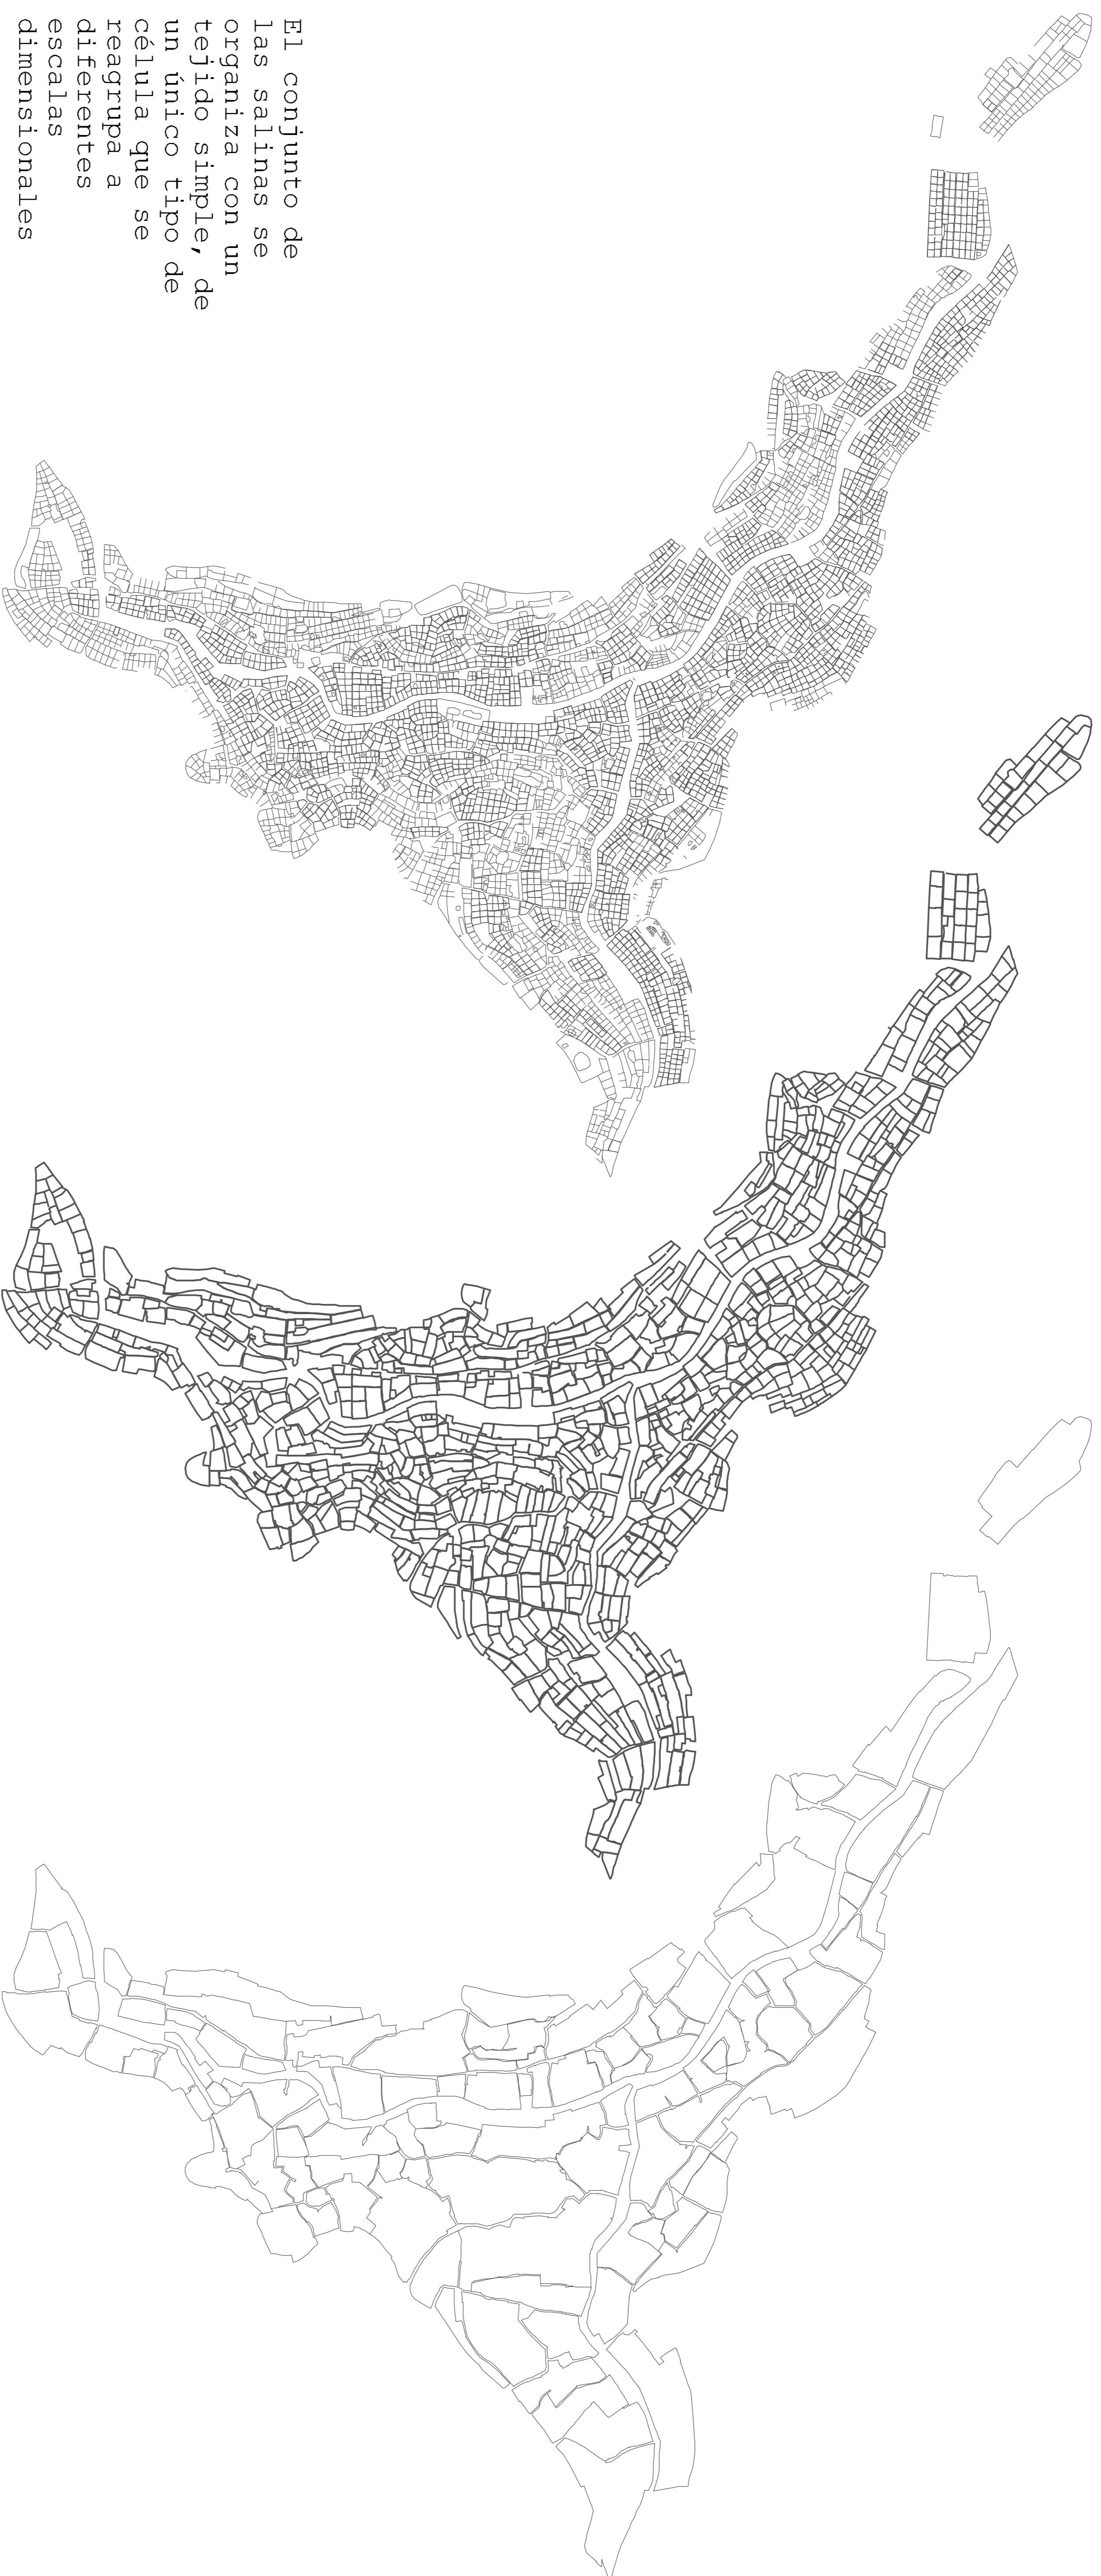 El conjunto de
las salinas se
organiza con un
tejido simple, de
un único tipo de
célula que se
reagrupa a
diferentes
escalas
dimensionales